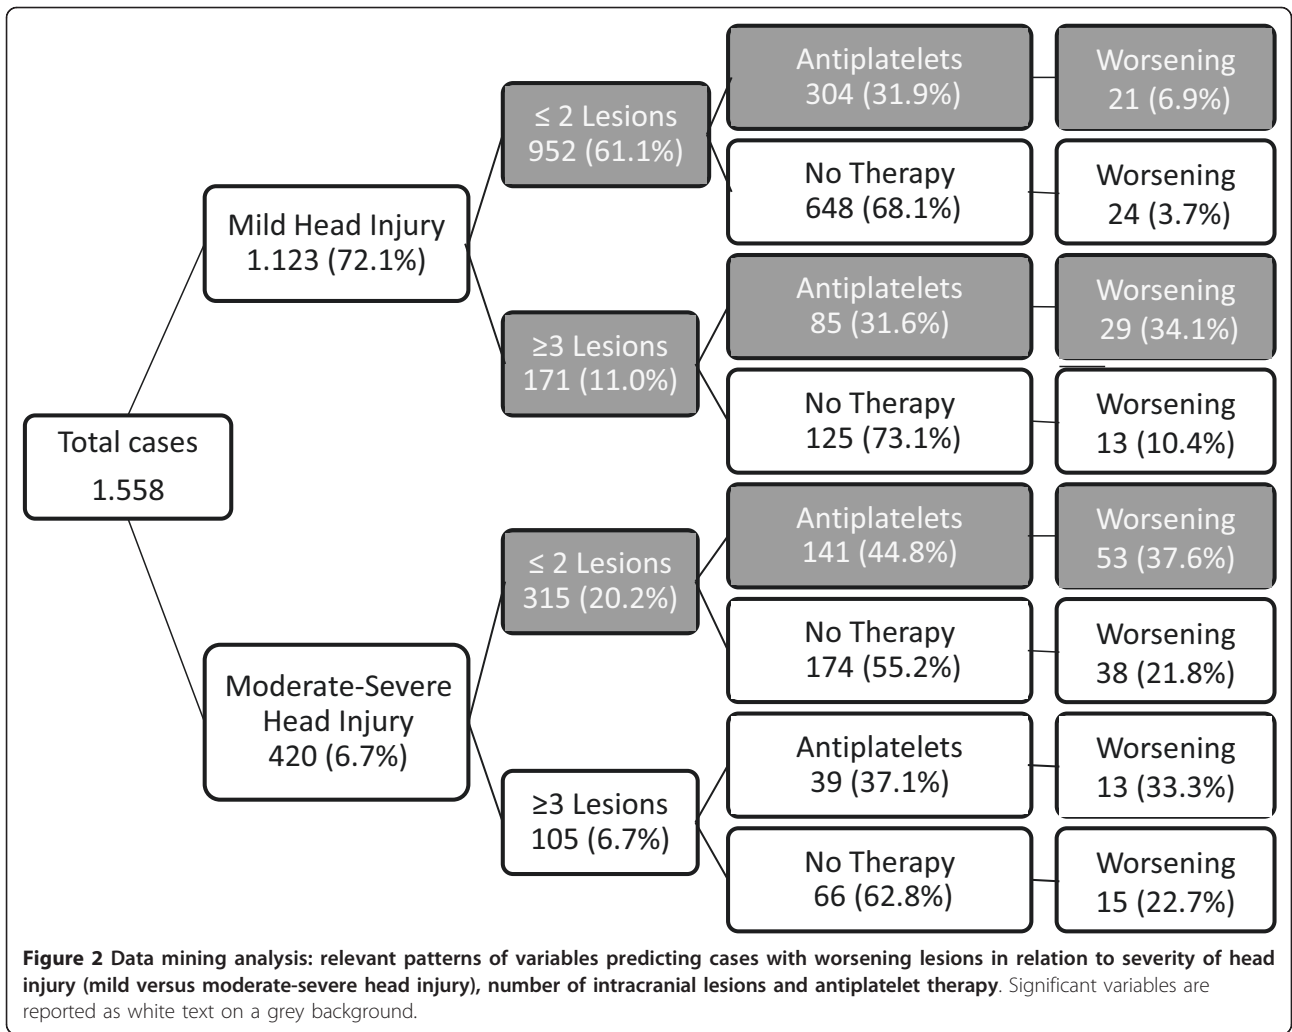 Total cases
1.558
Mild Head Injury
1.123 (72.1%)
Moderate-Severe
Head Injury
420 (6.7%)
≤ 2 Lesions
952 (61.1%)
≥3 Lesions
171 (11.0%)
≤ 2 Lesions
315 (20.2%)
≥3 Lesions
105 (6.7%)
Antiplatelets
304 (31.9%)
Worsening
21 (6.9%)
No Therapy
648 (68.1%)
Worsening
24 (3.7%)
Antiplatelets
85 (31.6%)
Worsening
29 (34.1%)
No Therapy
125 (73.1%)
Worsening
13 (10.4%)
Antiplatelets
141 (44.8%)
Worsening
53 (37.6%)
No Therapy
174 (55.2%)
Worsening
38 (21.8%)
Antiplatelets
39 (37.1%)
Worsening
13 (33.3%)
No Therapy
66 (62.8%)
Worsening
15 (22.7%)
Figure 2 Data mining analysis: relevant patterns of variables predicting cases with worsening lesions in relation to severity of head
injury (mild versus moderate-severe head injury), number of intracranial lesions and antiplatelet therapy. Significant variables are
reported as white text on a grey background.